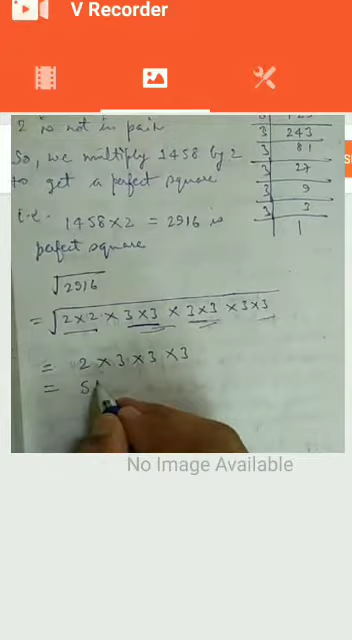 V Recorder
2 is not in pair
So, we multiply 1458 by 2
to get a perfect square
i.e. 1458×2 = 2916 is
perfect square
3 243
3 81
3 27
3 9
3 3
1
√2916
= √2×2 × 3×3 × 3×3 × 3×3
= 2×3×3×3
= 5
No Image Available